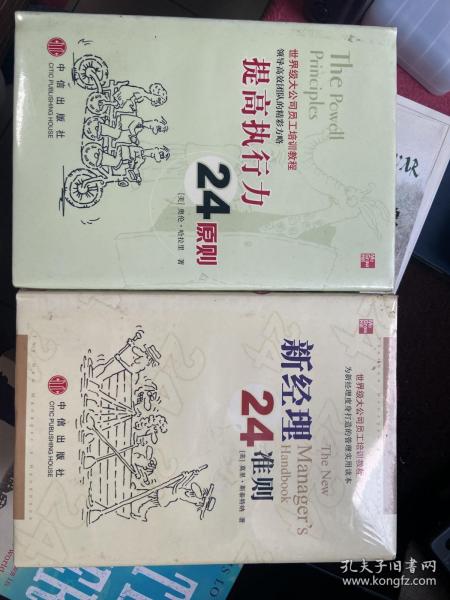 The Powell
Principles
世界级大公司员工培训教程
领导高效团队的精彩方略
提高执行力
24原则
[美] 奥伦·哈拉里 著
中信出版社
CITIC PUBLISHING HOUSE
Mc
Graw
Hill
世界级大公司员工培训教程
为新经理度身打造的管理实用读本
The New
Manager's
Handbook
新经理
24准则
[美] 莫里·斯泰特纳 著
中信出版社
CITIC PUBLISHING HOUSE
孔夫子旧书网
www.kongfz.com